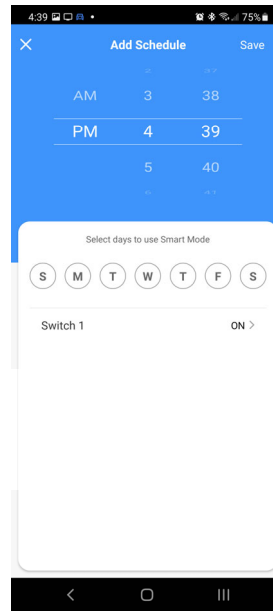 4:39 75%
Add Schedule Save
AM 3 38
PM 4 39
5 40
Select days to use Smart Mode
S M T W T F S
Switch 1 ON